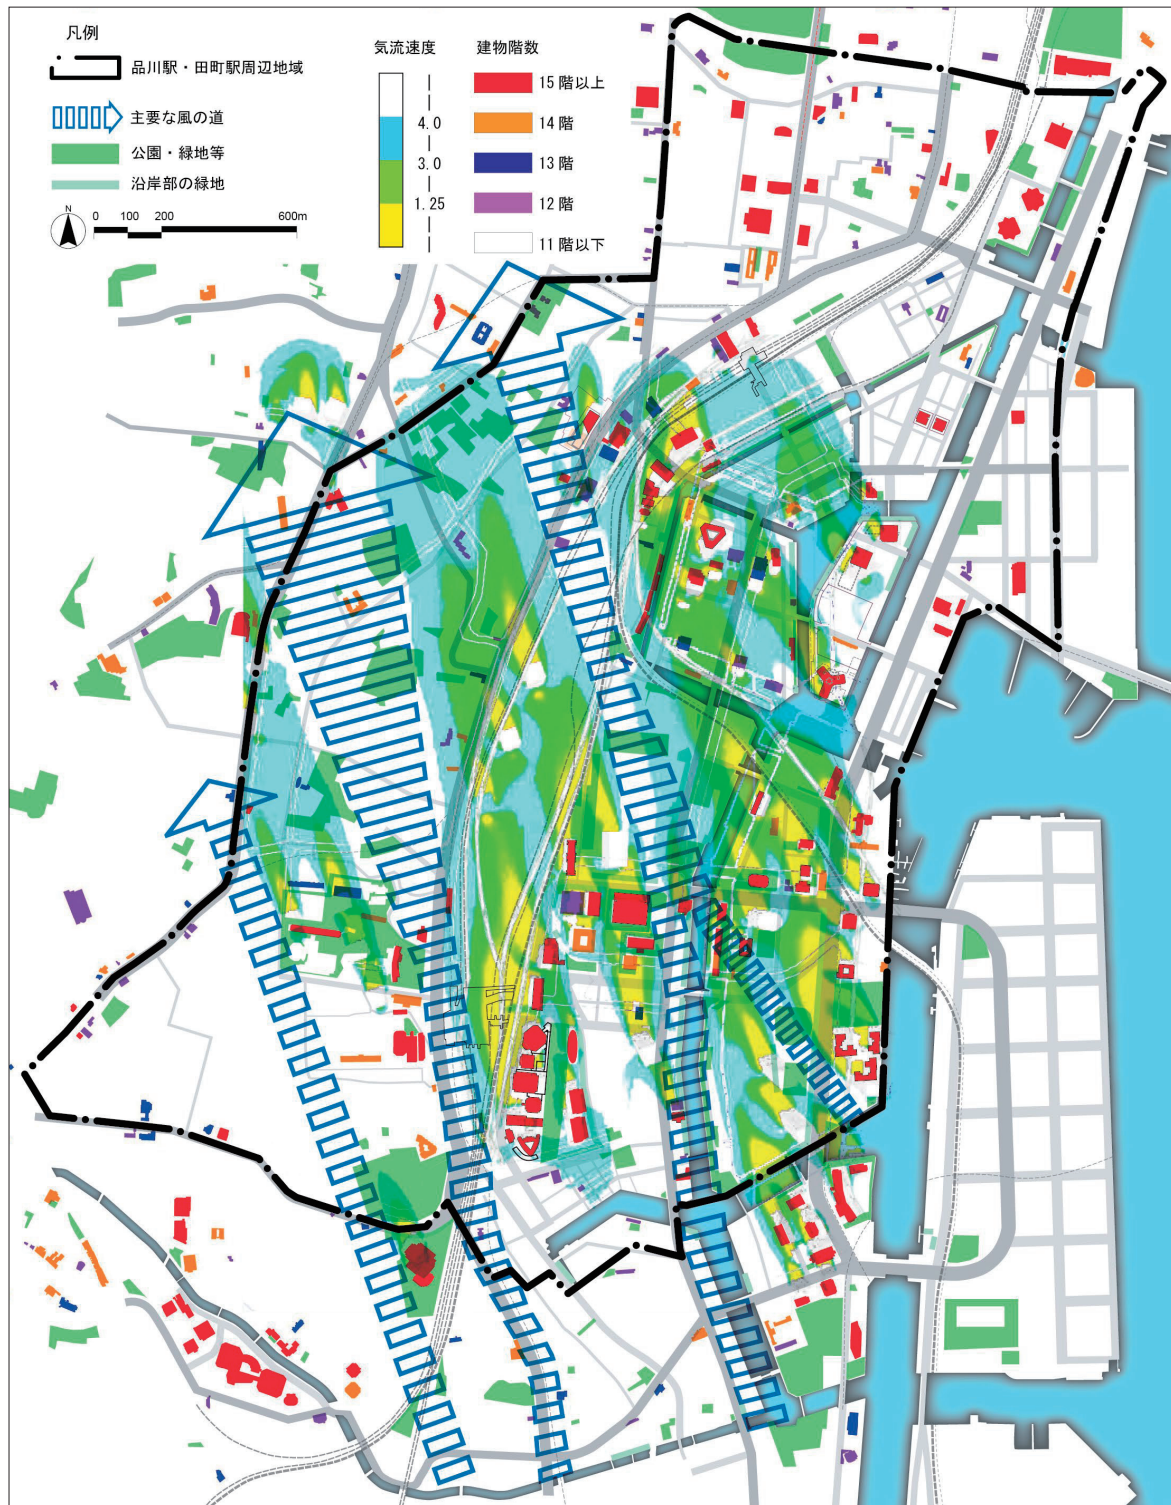 凡例
品川駅・田町駅周辺地域
主要な風の道
公園・緑地等
沿岸部の緑地
N
0 100 200 600m
気流速度
4.0
3.0
1.25
建物階数
15階以上
14階
13階
12階
11階以下